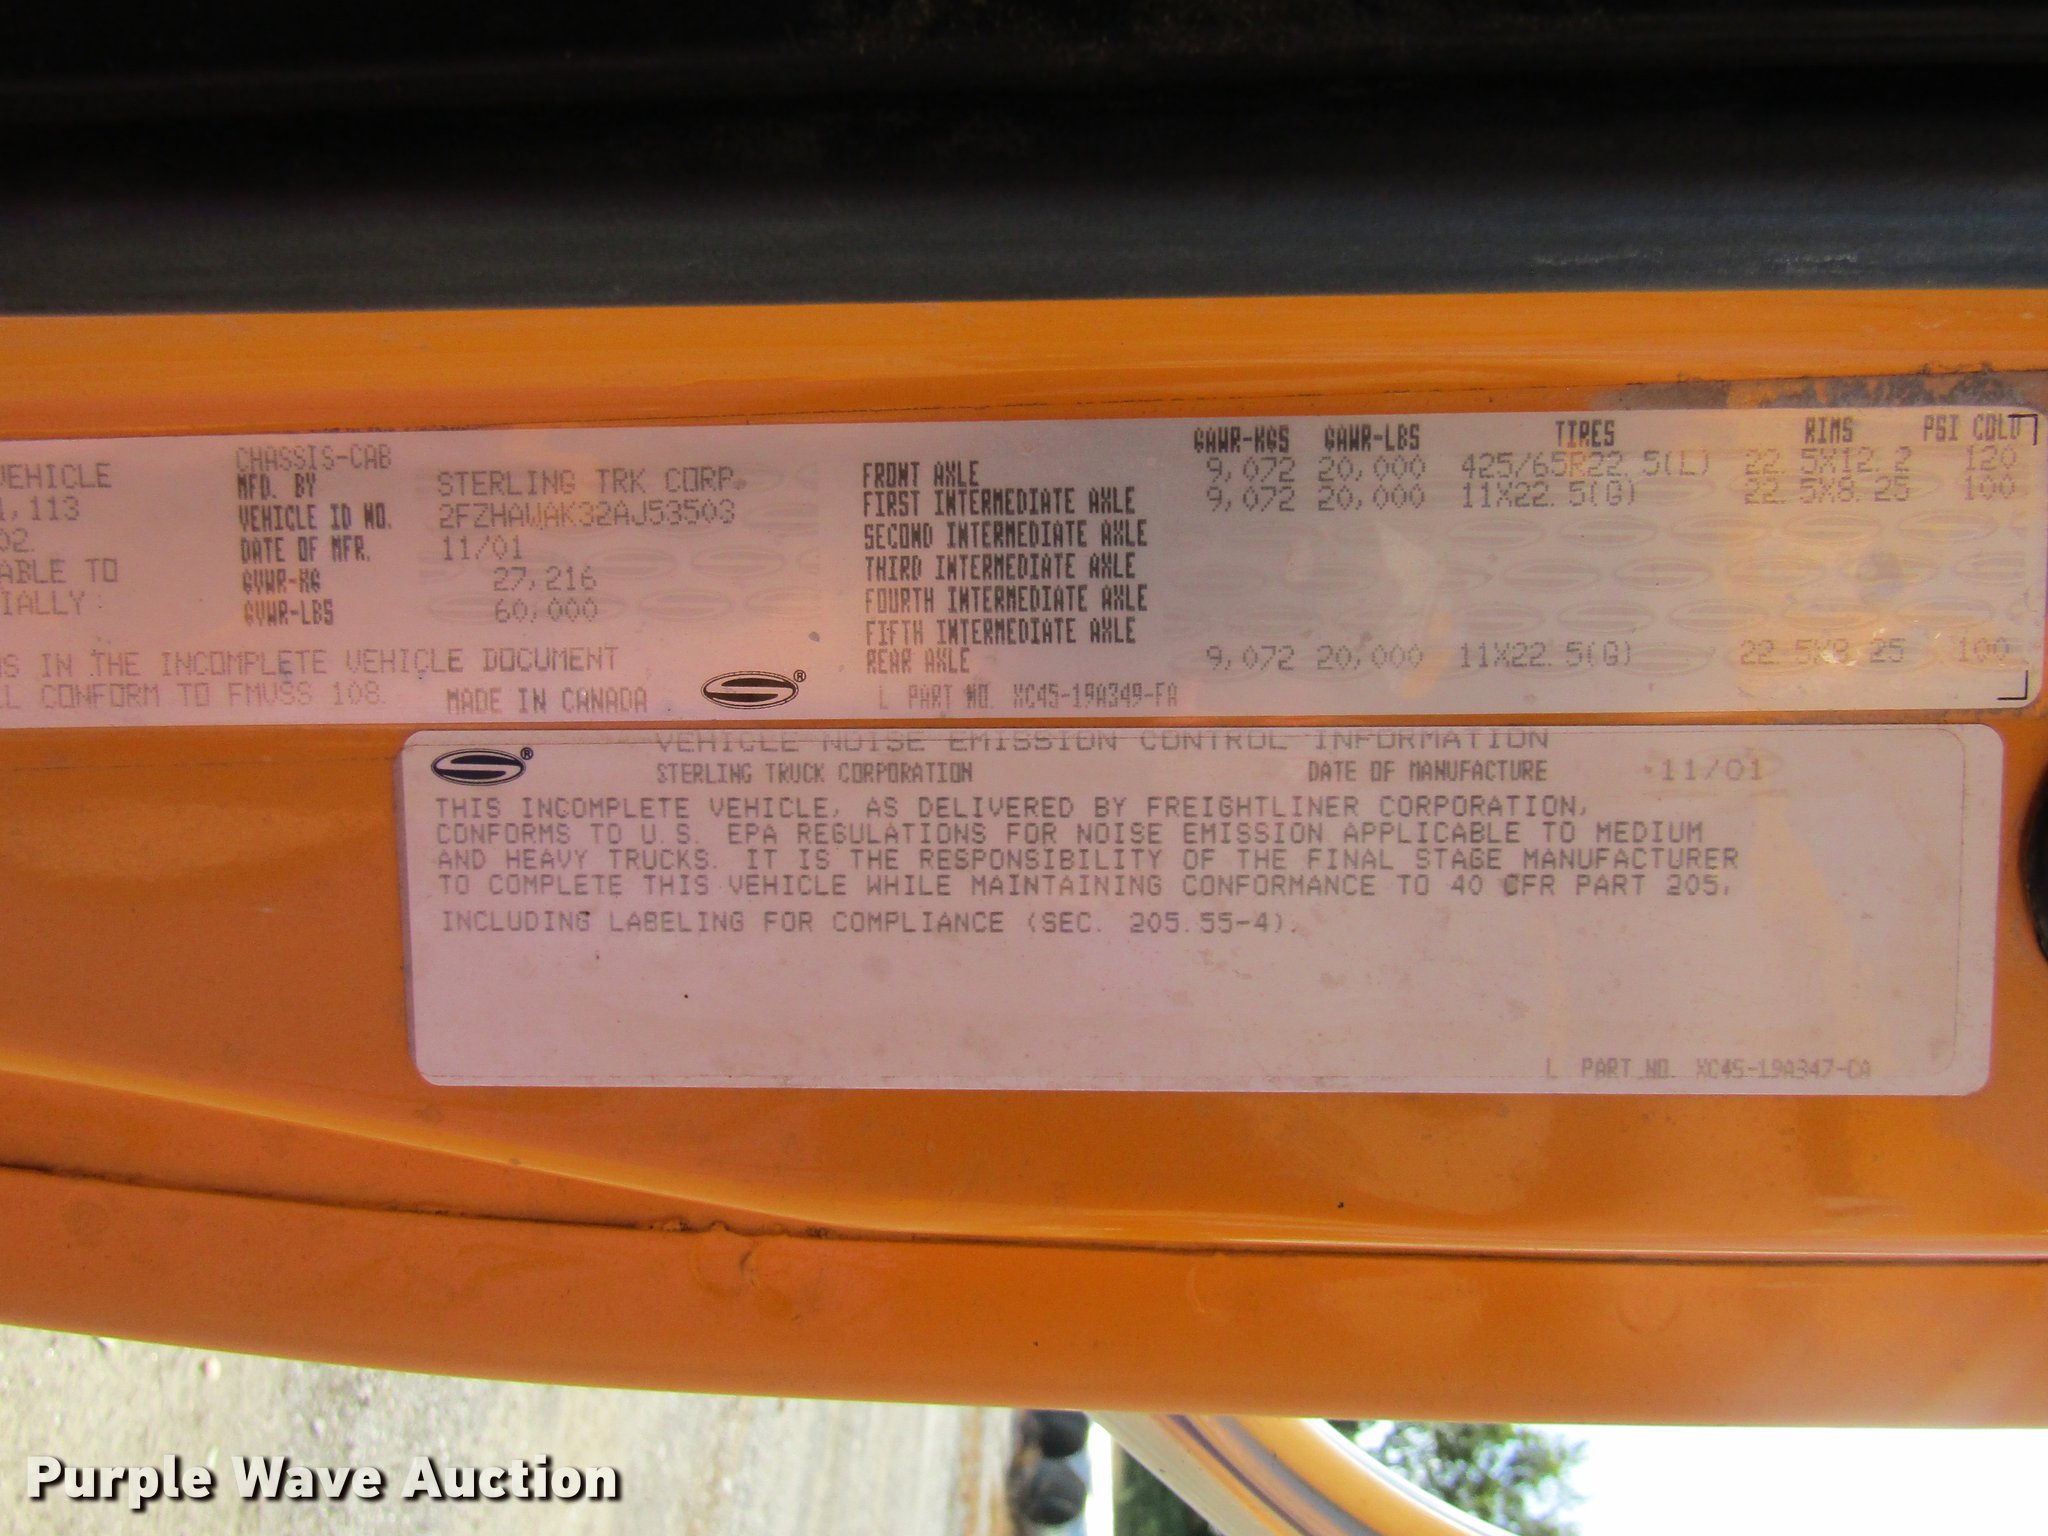 VEHICLE
1,113
02.
ABLE TO
IALLY
NS IN THE INCOMPLETE VEHICLE DOCUMENT
LL CONFORM TO FMVSS 108.
CHASSIS-CAB
MFD. BY STERLING TRK CORP.
VEHICLE ID NO. 2FZHAWAK32AJ53503
DATE OF MFR. 11/01
GVWR-KG 27,216
GVWR-LBS 60,000
MADE IN CANADA
GAWR-KGS GAWR-LBS TIRES RIMS PSI COLD
FRONT AXLE 9,072 20,000 425/65R22.5(L) 22.5X12.2 120
FIRST INTERMEDIATE AXLE 9,072 20,000 11X22.5(G) 22.5X8.25 100
SECOND INTERMEDIATE AXLE
THIRD INTERMEDIATE AXLE
FOURTH INTERMEDIATE AXLE
FIFTH INTERMEDIATE AXLE
REAR AXLE 9,072 20,000 11X22.5(G) 22.5X8.25 100
L PART NO. XC45-19A349-FA
VEHICLE NOISE EMISSION CONTROL INFORMATION
STERLING TRUCK CORPORATION DATE OF MANUFACTURE 11/01
THIS INCOMPLETE VEHICLE, AS DELIVERED BY FREIGHTLINER CORPORATION,
CONFORMS TO U.S. EPA REGULATIONS FOR NOISE EMISSION APPLICABLE TO MEDIUM
AND HEAVY TRUCKS. IT IS THE RESPONSIBILITY OF THE FINAL STAGE MANUFACTURER
TO COMPLETE THIS VEHICLE WHILE MAINTAINING CONFORMANCE TO 40 CFR PART 205,
INCLUDING LABELING FOR COMPLIANCE (SEC. 205.55-4).
L PART NO. XC45-19A347-CA
Purple Wave Auction